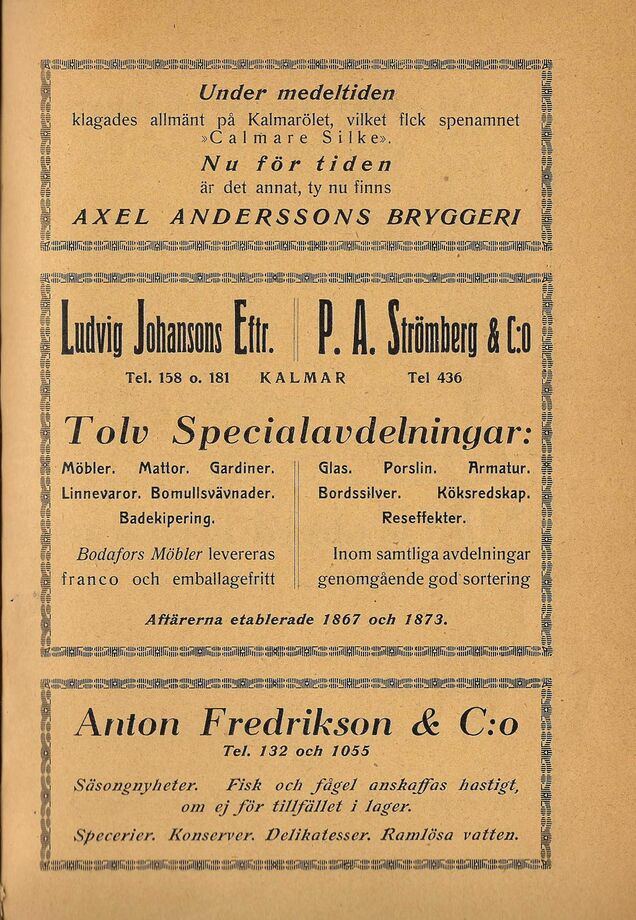 Under medeltiden
klagades allmänt på Kalmarölet, vilket fick spenamnet
»Calmare Silke».
Nu för tiden
är det annat, ty nu finns
AXEL ANDERSSONS BRYGGERI
Ludvig Johansons Eftr.
Tel. 158 o. 181
P. A. Strömberg & C:o
KALMAR
Tel 436
Tolv Specialavdelningar:
Möbler. Mattor. Gardiner.
Linnevaror. Bomullsvävnader.
Badekipering.
Bodafors Möbler levereras
franco och emballagefritt
Glas. Porslin. Armatur.
Bordssilver. Köksredskap.
Reseffekter.
Inom samtliga avdelningar
genomgående god sortering
Affärerna etablerade 1867 och 1873.
Anton Fredrikson & C:o
Tel. 132 och 1055
Säsongnyheter. Fisk och fågel anskaffas hastigt,
om ej för tillfället i lager.
Specerier. Konserver. Delikatesser. Ramlösa vatten.